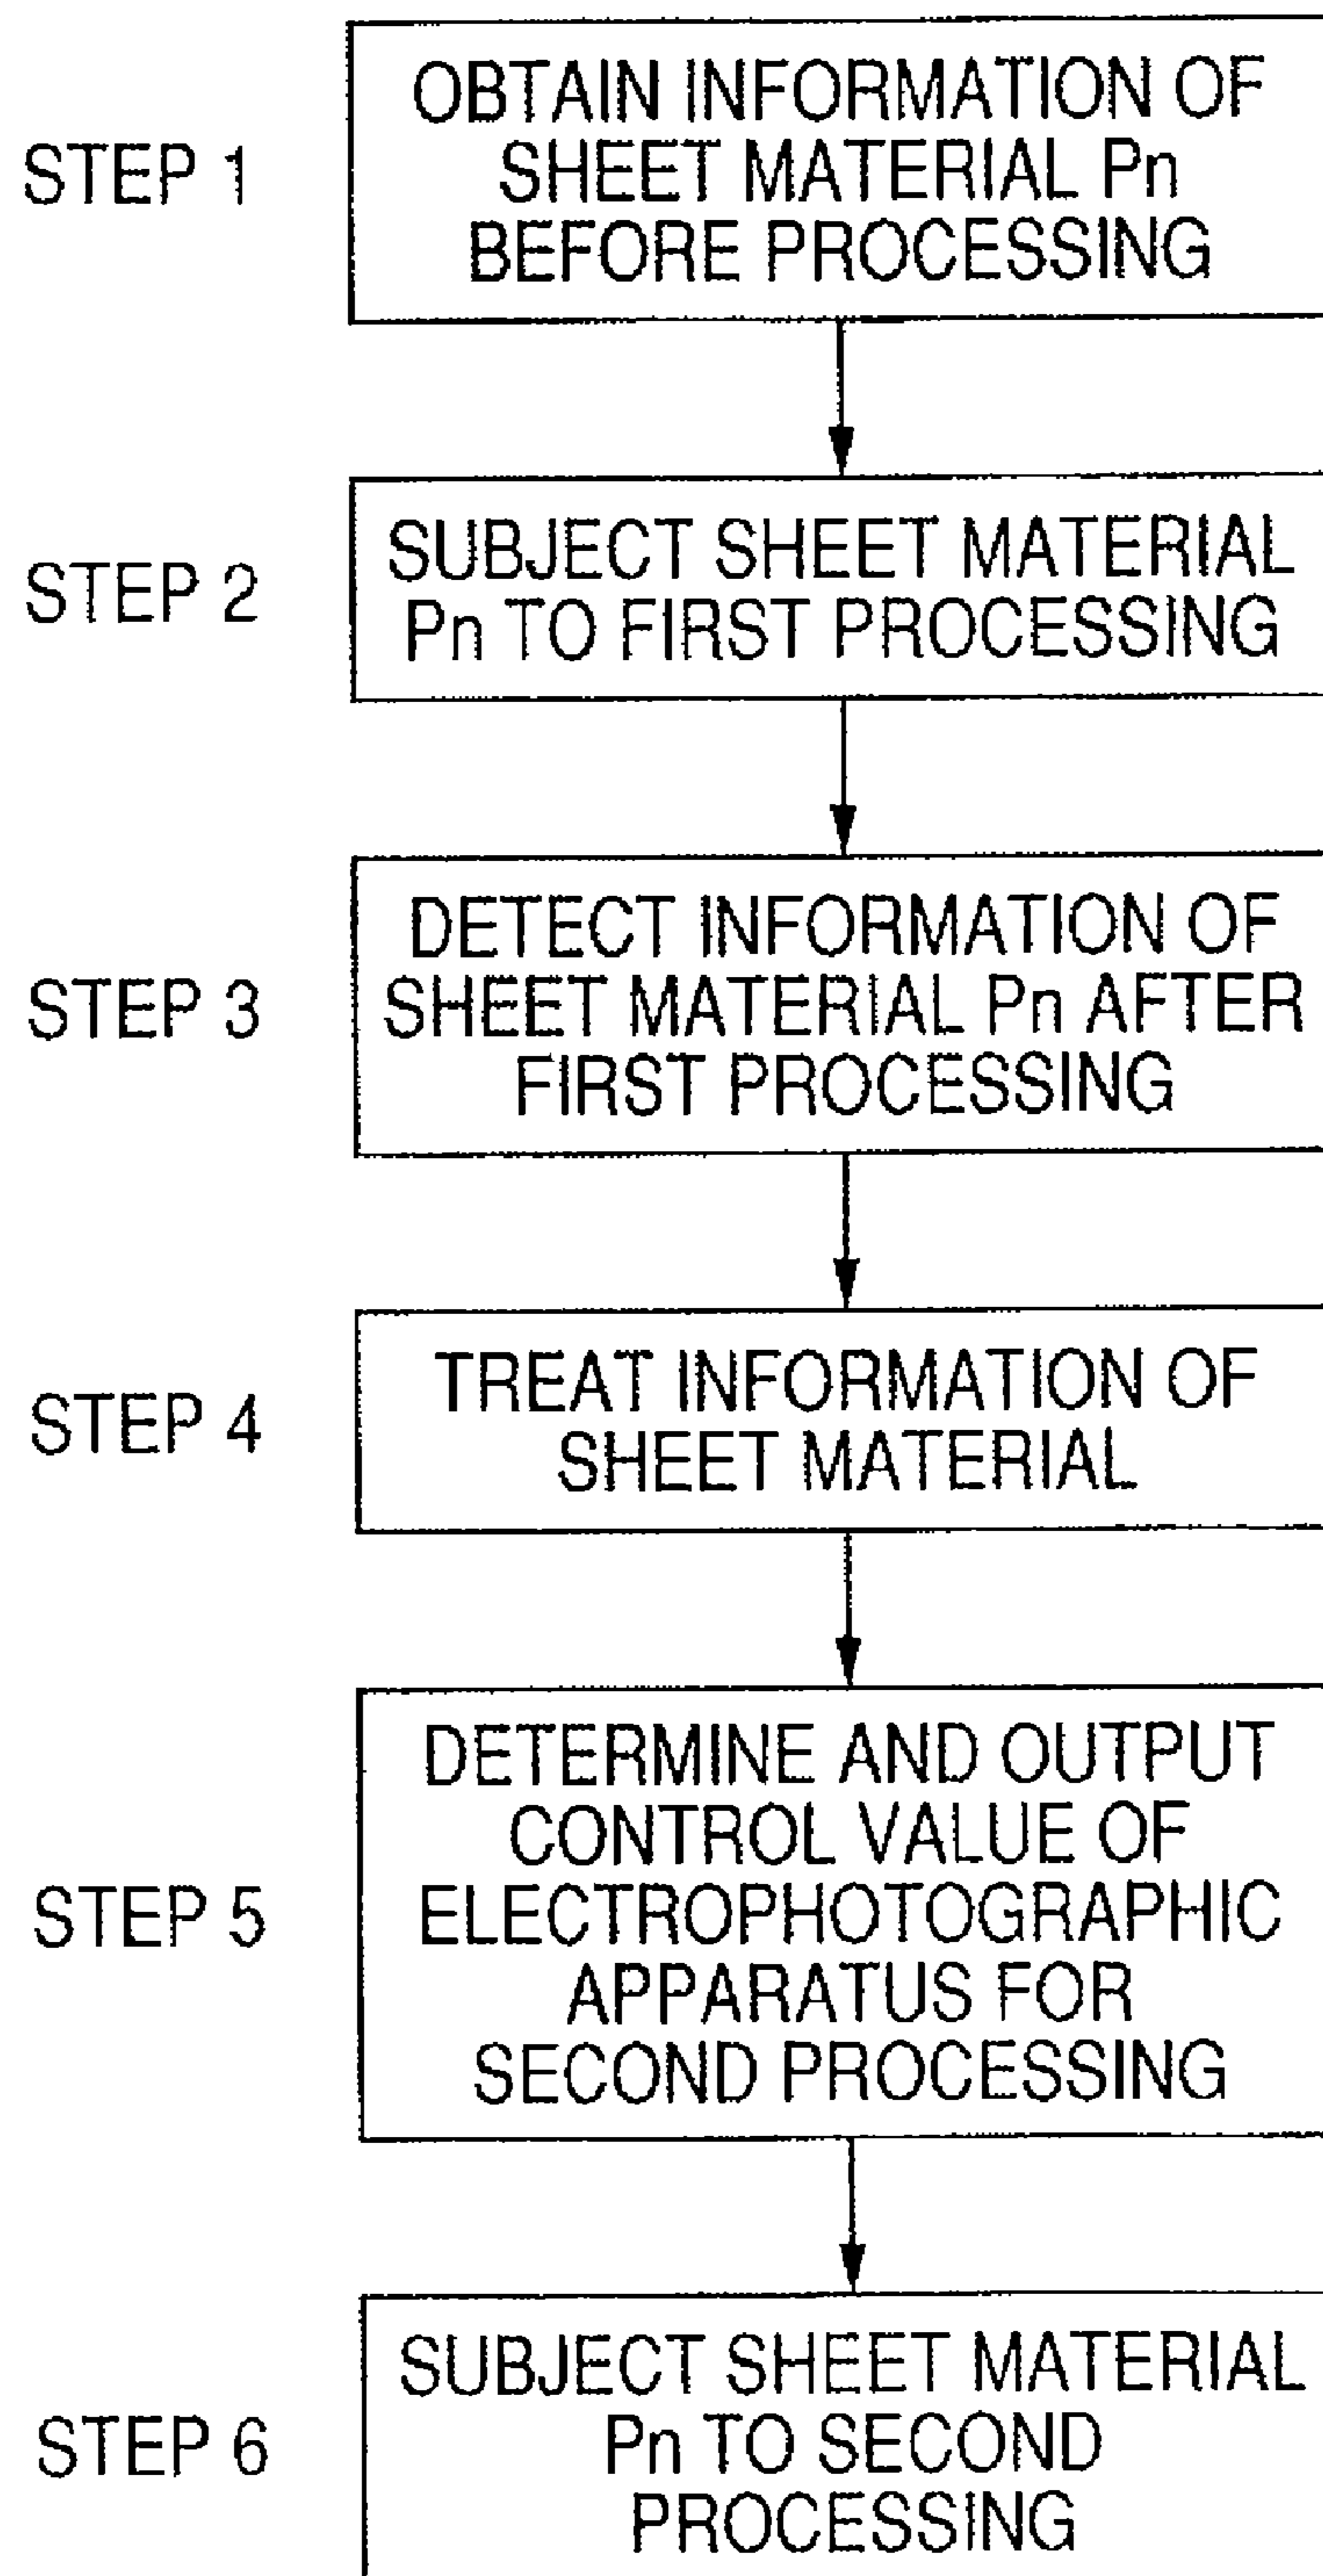 STEP 1
OBTAIN INFORMATION OF
SHEET MATERIAL Pn
BEFORE PROCESSING
STEP 2
SUBJECT SHEET MATERIAL
Pn TO FIRST PROCESSING
STEP 3
DETECT INFORMATION OF
SHEET MATERIAL Pn AFTER
FIRST PROCESSING
STEP 4
TREAT INFORMATION OF
SHEET MATERIAL
STEP 5
DETERMINE AND OUTPUT
CONTROL VALUE OF
ELECTROPHOTOGRAPHIC
APPARATUS FOR
SECOND PROCESSING
STEP 6
SUBJECT SHEET MATERIAL
Pn TO SECOND
PROCESSING